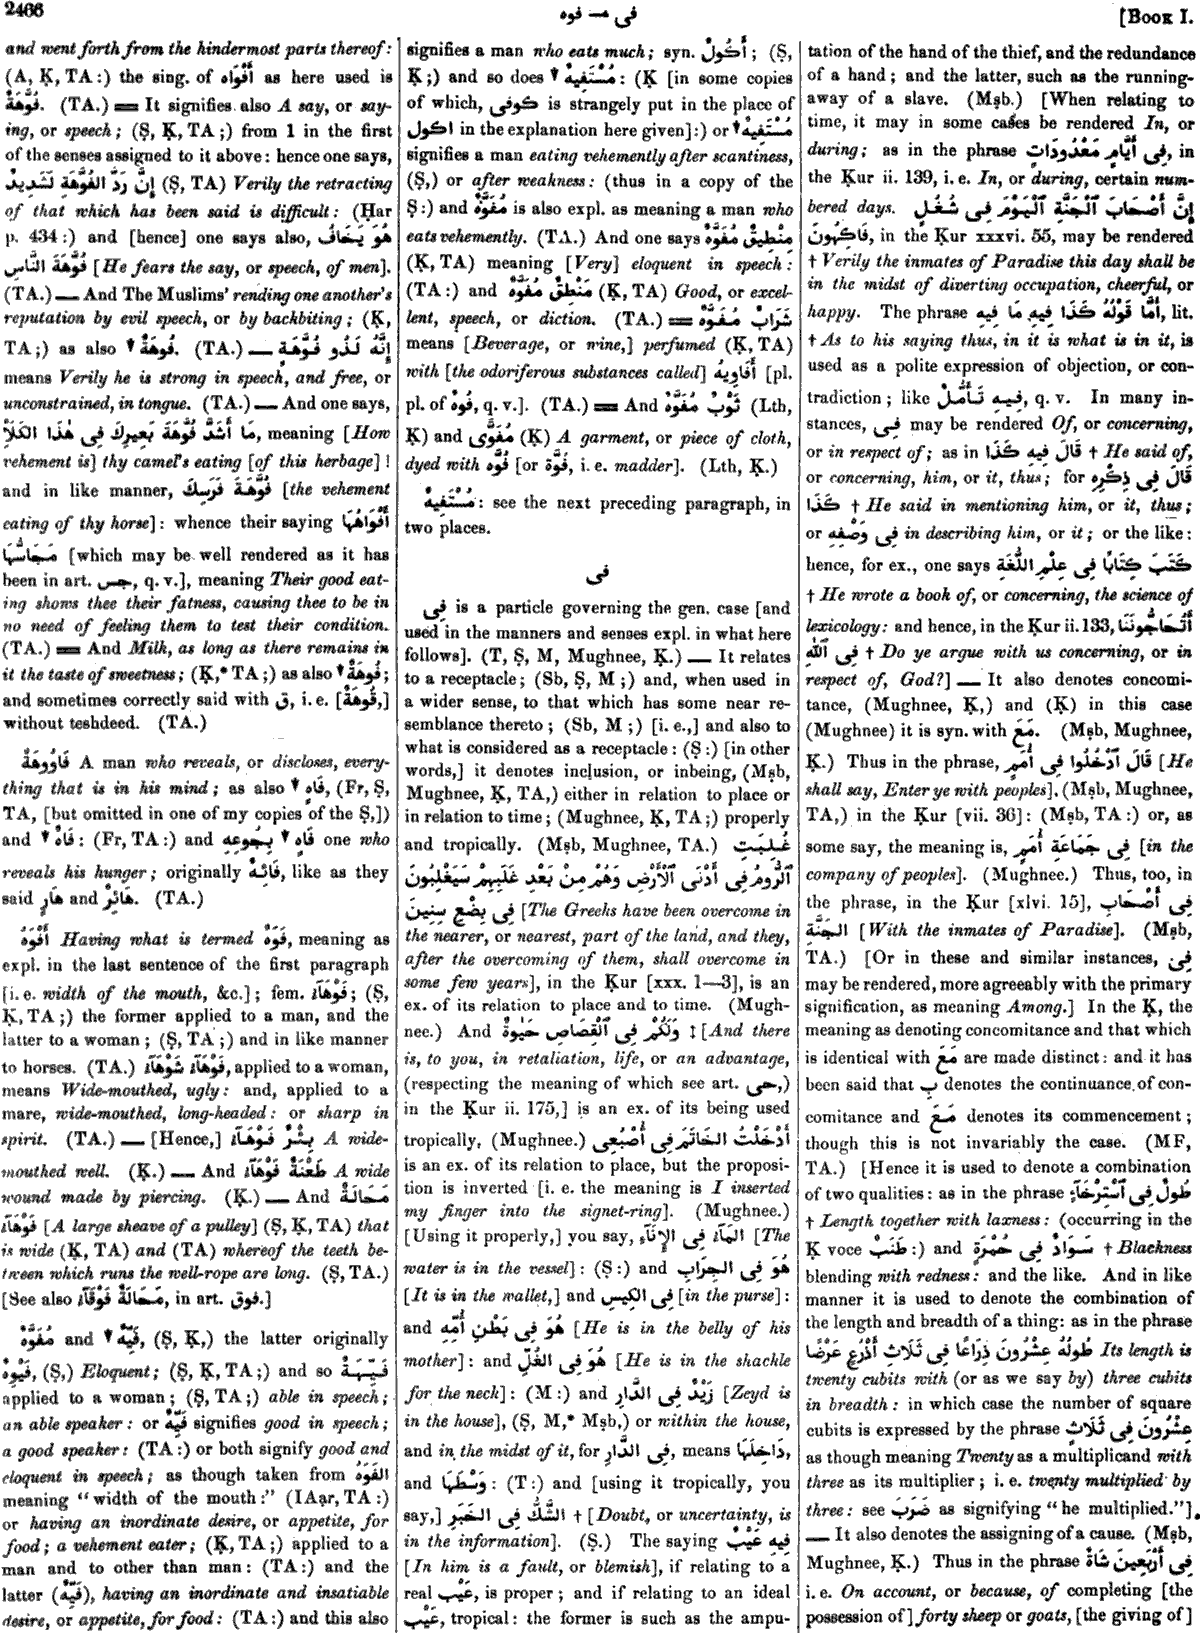 2466
فوه — فى
[BOOK I.
and went forth from the hindermost parts thereof:
(A, Ḳ, TA:) the sing. of أَفْوَاه as here used is
فُوَّهَةٌ. (TA.) ═ It signifies also A say, or say-
ing, or speech; (Ṣ, Ḳ, TA;) from 1 in the first
of the senses assigned to it above: hence one says,
إِنَّ رَدَّ الفُوَّهَةِ لَشَدِيدٌ (Ṣ, TA) Verily the retracting
of that which has been said is difficult: (Ḥar
p. 434:) and [hence] one says also, هُوَ يَخَافُ
فُوَّهَةَ النَّاسِ [He fears the say, or speech, of men].
(TA.) — And The Muslims' rending one another's
reputation by evil speech, or by backbiting; (Ḳ,
TA;) as also ▼ فُوهَةٌ. (TA.) — إِنَّهُ لَذُو فُوَّهَةٍ
means Verily he is strong in speech, and free, or
unconstrained, in tongue. (TA.) — And one says,
مَا أَشَدَّ فُوَّهَةَ بَعِيرِكَ فِى هٰذَا الكَلَأِ, meaning [How
vehement is] thy camel's eating [of this herbage]!
and in like manner, فُوَّهَةَ فَرَسِكَ [the vehement
eating of thy horse]: whence their saying أَفْوَاهُهَا
مَجَاسُّهَا [which may be well rendered as it has
been in art. جس, q. v.], meaning Their good eat-
ing shows thee their fatness, causing thee to be in
no need of feeling them to test their condition.
(TA.) ═ And Milk, as long as there remains in
it the taste of sweetness; (Ḳ,* TA;) as also ▼ فُوهَةٌ;
and sometimes correctly said with ق, i. e. [قُوهَةٌ,]
without teshdeed. (TA.)
فَاوُوهَةٌ A man who reveals, or discloses, every-
thing that is in his mind; as also ▼ فَاهٍ, (Fr, Ṣ,
TA, [but omitted in one of my copies of the Ṣ,])
and ▼ فَاهٌ: (Fr, TA:) and فَاهٍ ▼ بِجُوعِهِ one who
reveals his hunger; originally فَائِهٌ, like as they
said هَارٍ and هَائِرٌ. (TA.)
أَفْوَهُ Having what is termed فَوَهٌ, meaning as
expl. in the last sentence of the first paragraph
[i. e. width of the mouth, &c.]; fem. فَوْهَآءُ; (Ṣ,
Ḳ, TA;) the former applied to a man, and the
latter to a woman; (Ṣ, TA;) and in like manner
to horses. (TA.) فَوْهَآءُ شَوْهَآءُ, applied to a woman,
means Wide-mouthed, ugly: and, applied to a
mare, wide-mouthed, long-headed: or sharp in
spirit. (TA.) — [Hence,] بِئْرٌ فَوْهَآءُ A wide-
mouthed well. (Ḳ.) — And طَعْنَةٌ فَوْهَآءُ A wide
wound made by piercing. (Ḳ.) — And مَحَالَةٌ
فَوْهَآءُ [A large sheave of a pulley] (Ṣ, Ḳ, TA) that
is wide (Ḳ, TA) and (TA) whereof the teeth be-
tween which runs the well-rope are long. (Ṣ, TA.)
[See also مَحَالَةٌ فَوْقَآءُ, in art. فوق.]
مُفَوَّهٌ and ▼ فَيِّهٌ, (Ṣ, Ḳ,) the latter originally
فَيْوِهٌ, (Ṣ,) Eloquent; (Ṣ, Ḳ, TA;) and so فَيِّهَةٌ
applied to a woman; (Ṣ, TA;) able in speech;
an able speaker: or فَيِّهٌ signifies good in speech;
a good speaker: (TA:) or both signify good and
eloquent in speech; as though taken from الفَوَهُ
meaning "width of the mouth:" (IAạr, TA:)
or having an inordinate desire, or appetite, for
food; a vehement eater; (Ḳ, TA;) applied to a
man and to other than man: (TA:) and the
latter (فَيِّهٌ), having an inordinate and insatiable
desire, or appetite, for food: (TA:) and this also
signifies a man who eats much; syn. أَكُولٌ; (Ṣ,
Ḳ;) and so does ▼ مُسْتَفِيهٌ: (Ḳ [in some copies
of which, كوفى is strangely put in the place of
اكول in the explanation here given]:) or ▼ مُسْتَفِيهٌ
signifies a man eating vehemently after scantiness,
(Ṣ,) or after weakness: (thus in a copy of the
Ṣ:) and مُفَوَّهٌ is also expl. as meaning a man who
eats vehemently. (TA.) And one says مِنْطِيقٌ مُفَوَّهٌ
(Ḳ, TA) meaning [Very] eloquent in speech:
(TA:) and مَنْطِقٌ مُفَوَّهٌ (Ḳ, TA) Good, or excel-
lent, speech, or diction. (TA.) ═ شَرَابٌ مُفَوَّهٌ
means [Beverage, or wine,] perfumed (Ḳ, TA)
with [the odoriferous substances called] أَفَاوِيهُ [pl.
pl. of فُوهٌ, q. v.]. (TA.) ═ And ثَوْبٌ مُفَوَّهٌ (Lth,
Ḳ) and مُفَوًّى (Ḳ) A garment, or piece of cloth,
dyed with فُوَّه [or فُوَّة, i. e. madder]. (Lth, Ḳ.)
مُسْتَفِيهٌ: see the next preceding paragraph, in
two places.
فى
فِى is a particle governing the gen. case [and
used in the manners and senses expl. in what here
follows]. (T, Ṣ, M, Mughnee, Ḳ.) — It relates
to a receptacle; (Sb, Ṣ, M;) and, when used in
a wider sense, to that which has some near re-
semblance thereto; (Sb, M;) [i. e.,] and also to
what is considered as a receptacle: (Ṣ:) [in other
words,] it denotes inclusion, or inbeing, (Mṣb,
Mughnee, Ḳ, TA,) either in relation to place or
in relation to time; (Mughnee, Ḳ, TA;) properly
and tropically. (Mṣb, Mughnee, TA.) غُلِبَتِ
ٱلرُّومُ فِى أَدْنَى ٱلْأَرْضِ وَهُمْ مِنْ بَعْدِ غَلَبِهِمْ سَيَغْلِبُونَ
فِى بِضْعِ سِنِينَ [The Greeks have been overcome in
the nearer, or nearest, part of the land, and they,
after the overcoming of them, shall overcome in
some few years], in the Ḳur [xxx. 1—3], is an
ex. of its relation to place and to time. (Mugh-
nee.) And وَلَكُمْ فِى ٱلْقِصَاصِ حَيٰوةٌ ‡ [And there
is, to you, in retaliation, life, or an advantage,
(respecting the meaning of which see art. حى,)
in the Ḳur ii. 175,] is an ex. of its being used
tropically, (Mughnee.) أَدْخَلْتُ الخَاتَمَ فِى أَصْبُعِى
is an ex. of its relation to place, but the proposi-
tion is inverted [i. e. the meaning is I inserted
my finger into the signet-ring]. (Mughnee.)
[Using it properly,] you say, المَآءُ فِى الإِنَآءِ [The
water is in the vessel]: (Ṣ:) and هُوَ فِى الجِرَابِ
[It is in the wallet,] and فِى الكِيسِ [in the purse]:
and هُوَ فِى بَطْنِ أُمِّهِ [He is in the belly of his
mother]: and هُوَ فِى الغُلِّ [He is in the shackle
for the neck]: (M:) and زَيْدٌ فِى الدَّارِ [Zeyd is
in the house], (Ṣ, M,* Mṣb,) or within the house,
and in the midst of it, for فِى الدَّارِ, means دَاخِلَهَا,
and وَسْطَهَا: (T:) and [using it tropically, you
say,] الشَّكُّ فِى الخَبَرِ † [Doubt, or uncertainty, is
in the information]. (Ṣ.) The saying فِيهِ عَيْبٌ
[In him is a fault, or blemish], if relating to a
real عَيْب, is proper; and if relating to an ideal
عَيْب, tropical: the former is such as the ampu-
tation of the hand of the thief, and the redundance
of a hand; and the latter, such as the running-
away of a slave. (Mṣb.) [When relating to
time, it may in some cases be rendered In, or
during; as in the phrase فِى أَيَّامٍ مَعْدُودَاتٍ, in
the Ḳur ii. 139, i. e. In, or during, certain num-
bered days. إِنَّ أَصْحَابَ ٱلْجَنَّةِ ٱلْيَوْمَ فِى شُغُلٍ
فَاكِهُونَ, in the Ḳur xxxvi. 55, may be rendered
† Verily the inmates of Paradise this day shall be
in the midst of diverting occupation, cheerful, or
happy. The phrase أَمَّا قَوْلُهُ كَذَا فِيهِ مَا فِيهِ, lit.
† As to his saying thus, in it is what is in it, is
used as a polite expression of objection, or con-
tradiction; like فِيهِ تَأَمُّلٌ, q. v. In many in-
stances, فِى may be rendered Of, or concerning,
or in respect of; as in قَالَ فِيهِ كَذَا † He said of,
or concerning, him, or it, thus; for قَالَ فِى ذِكْرِهِ
كَذَا † He said in mentioning him, or it, thus;
or فِى وَصْفِهِ in describing him, or it; or the like:
hence, for ex., one says كَتَبَ كِتَابًا فِى عِلْمِ اللُّغَةِ
† He wrote a book of, or concerning, the science of
lexicology: and hence, in the Ḳur ii. 133, أَتُحَاجُّونَنَا
فِى ٱللّٰهِ † Do ye argue with us concerning, or in
respect of, God?] — It also denotes concomi-
tance, (Mughnee, Ḳ,) and (Ḳ) in this case
(Mughnee) it is syn. with مَعَ. (Mṣb, Mughnee,
Ḳ.) Thus in the phrase, قَالَ ٱدْخُلُوا فِى أُمَمٍ [He
shall say, Enter ye with peoples], (Mṣb, Mughnee,
TA,) in the Ḳur [vii. 36]: (Mṣb, TA:) or, as
some say, the meaning is, فِى جَمَاعَةِ أُمَمٍ [in the
company of peoples]. (Mughnee.) Thus, too, in
the phrase, in the Ḳur [xlvi. 15], فِى أَصْحَابِ
الجَنَّةِ [With the inmates of Paradise]. (Mṣb,
TA.) [Or in these and similar instances, فِى
may be rendered, more agreeably with the primary
signification, as meaning Among.] In the Ḳ, the
meaning as denoting concomitance and that which
is identical with مَعَ are made distinct: and it has
been said that بِ denotes the continuance of con-
comitance and مَعَ denotes its commencement;
though this is not invariably the case. (MF,
TA.) [Hence it is used to denote a combination
of two qualities: as in the phrase طُولٌ فِى ٱسْتِرْخَآءٍ
† Length together with laxness: (occurring in the
Ḳ voce طَنَبٌ:) and سَوَادٌ فِى حُمْرَةٍ † Blackness
blending with redness: and the like. And in like
manner it is used to denote the combination of
the length and breadth of a thing: as in the phrase
طُولُهُ عِشْرُونَ ذِرَاعًا فِى ثَلَاثِ أَذْرُعٍ عَرْضًا Its length is
twenty cubits with (or as we say by) three cubits
in breadth: in which case the number of square
cubits is expressed by the phrase عِشْرُونَ فِى ثَلَاثٍ
as though meaning Twenty as a multiplicand with
three as its multiplier; i. e. twenty multiplied by
three: see ضَرَبَ as signifying "he multiplied."].
— It also denotes the assigning of a cause. (Mṣb,
Mughnee, Ḳ.) Thus in the phrase فِى أَرْبَعِينَ شَاةً شَاةٌ
i. e. On account, or because, of completing [the
possession of] forty sheep or goats, [the giving of]